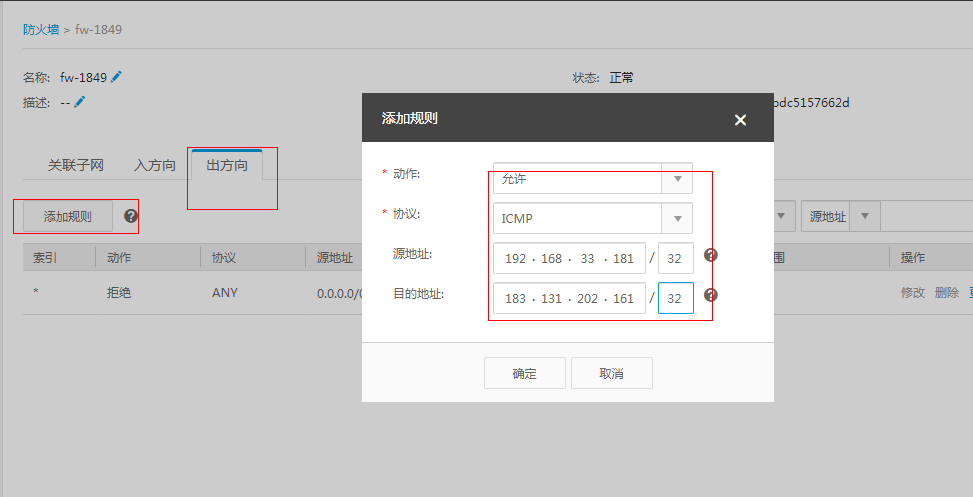 防火墙 > fw-1849
名称: fw-1849 状态: 正常
描述: -- bdc5157662d
添加规则
关联子网 入方向 出方向
* 动作: 允许
* 协议: ICMP
添加规则 源地址
源地址: 192 . 168 . 33 . 181 / 32
索引 动作 协议 源地址 围 操作
目的地址: 183 . 131 . 202 . 161 / 32
* 拒绝 ANY 0.0.0.0/0 修改 删除
确定 取消